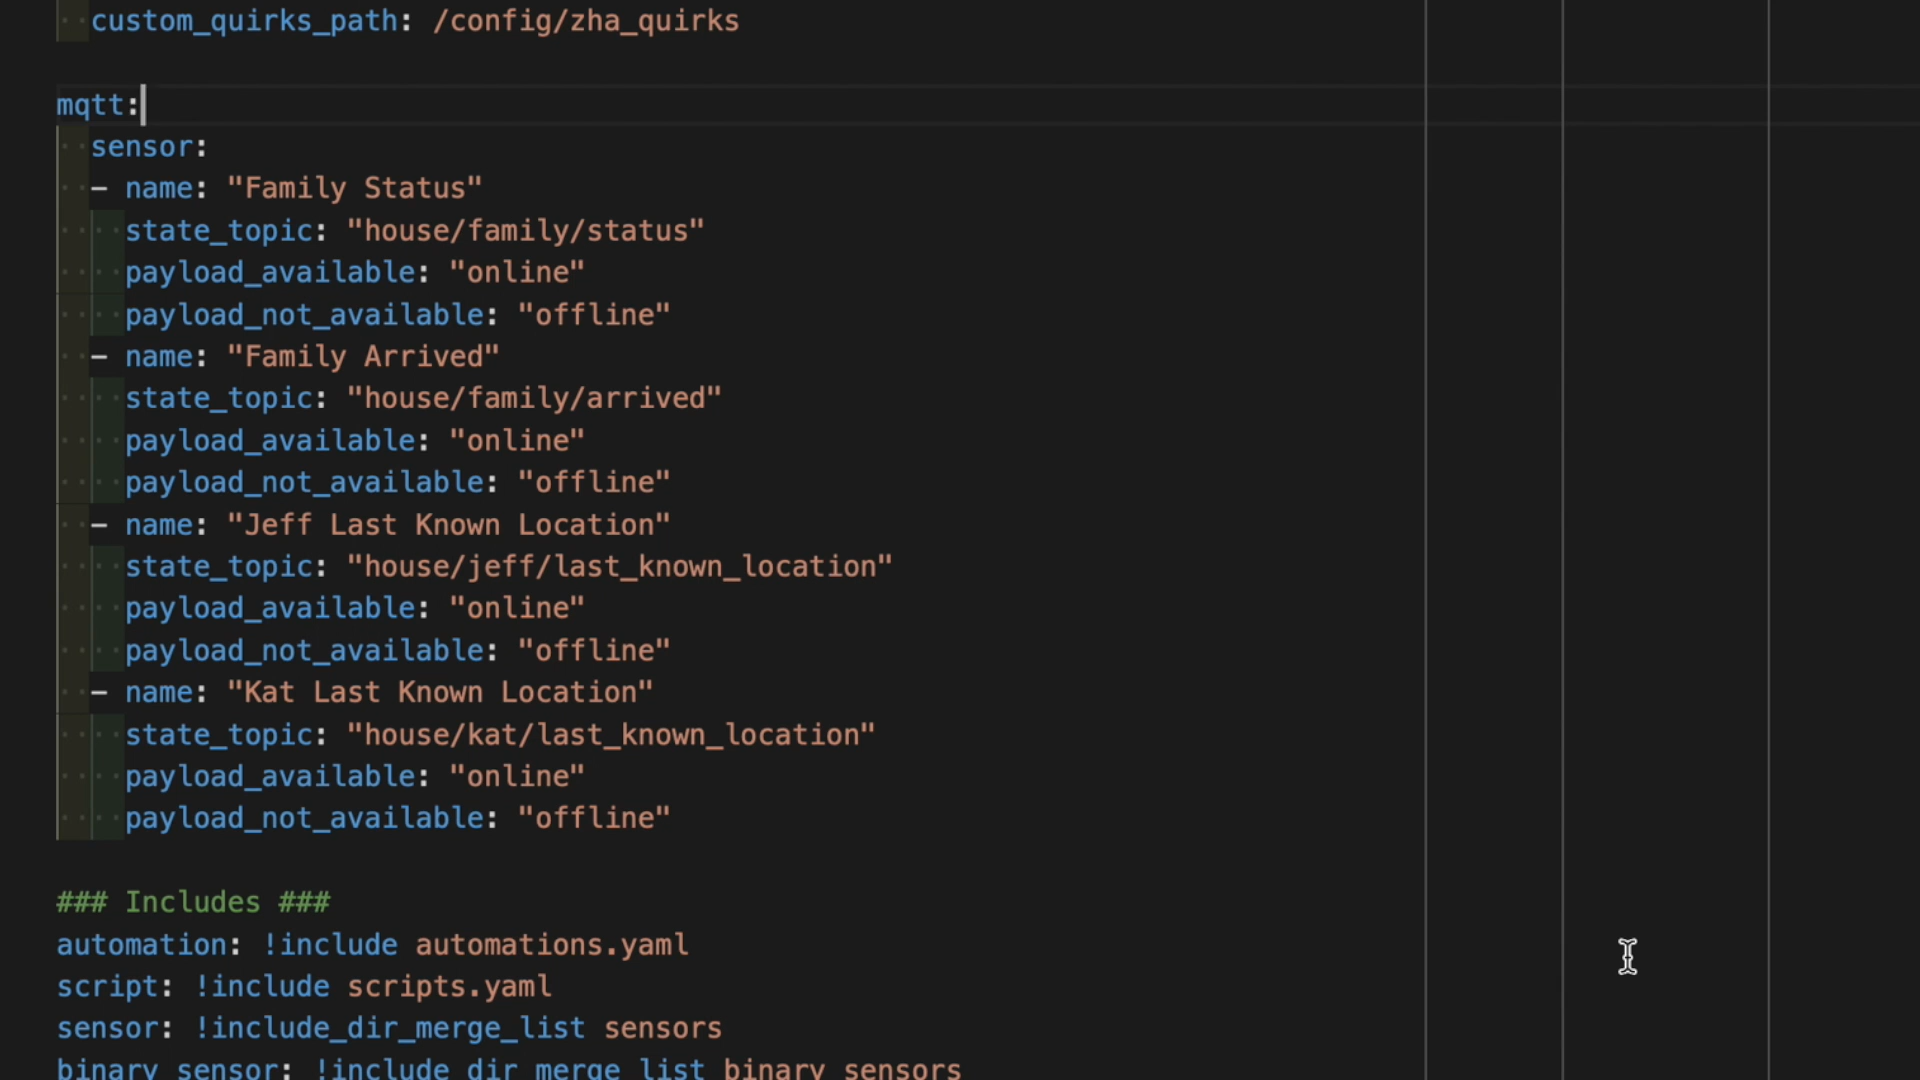 custom_quirks_path: /config/zha_quirks
mqtt:
sensor:
- name: "Family Status"
state_topic: "house/family/status"
payload_available: "online"
payload_not_available: "offline"
- name: "Family Arrived"
state_topic: "house/family/arrived"
payload_available: "online"
payload_not_available: "offline"
- name: "Jeff Last Known Location"
state_topic: "house/jeff/last_known_location"
payload_available: "online"
payload_not_available: "offline"
- name: "Kat Last Known Location"
state_topic: "house/kat/last_known_location"
payload_available: "online"
payload_not_available: "offline"
### Includes ###
automation: !include automations.yaml
script: !include scripts.yaml
sensor: !include_dir_merge_list sensors
binary_sensor: !include_dir_merge_list binary_sensors